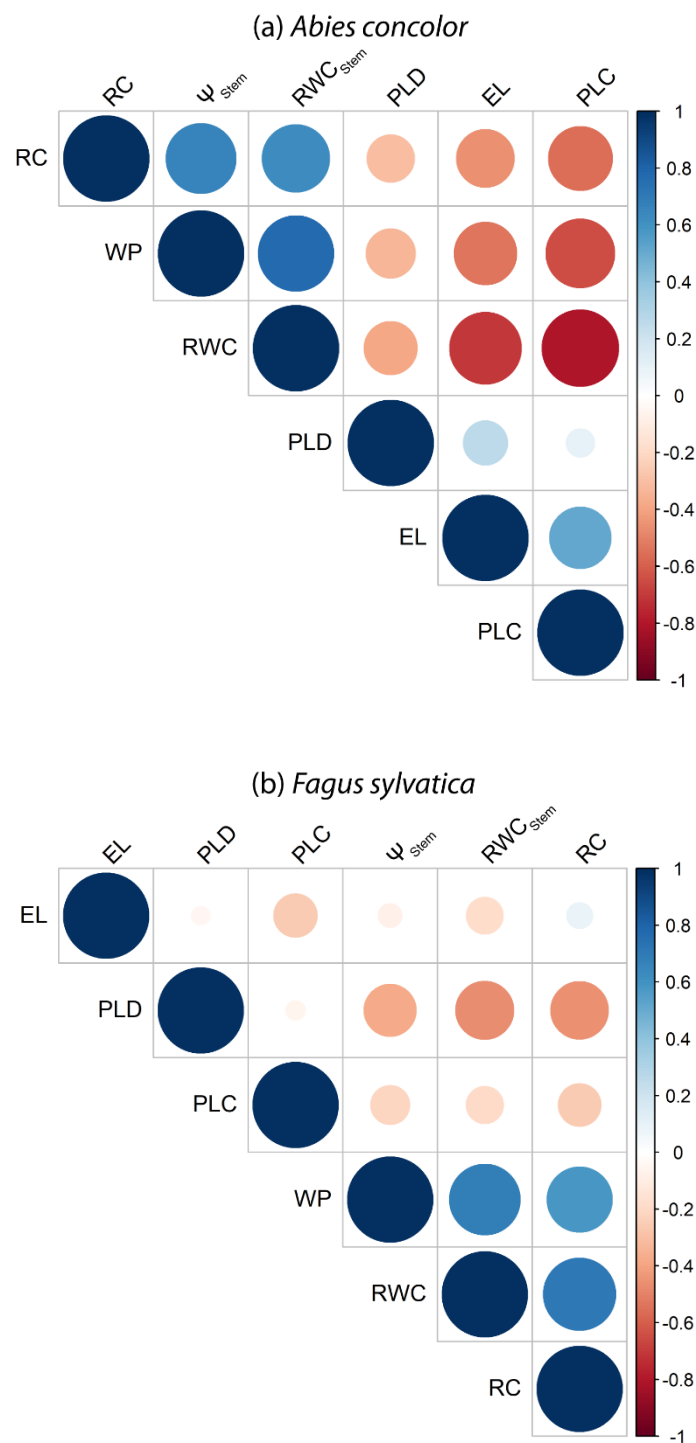 (a) Abies concolor
RC Ψ Stem RWC Stem PLD EL PLC
RC
WP
RWC
PLD
EL
PLC
1
0.8
0.6
0.4
0.2
0
-0.2
-0.4
-0.6
-0.8
-1
(b) Fagus sylvatica
EL PLD PLC Ψ Stem RWC Stem RC
EL
PLD
PLC
WP
RWC
RC
1
0.8
0.6
0.4
0.2
0
-0.2
-0.4
-0.6
-0.8
-1